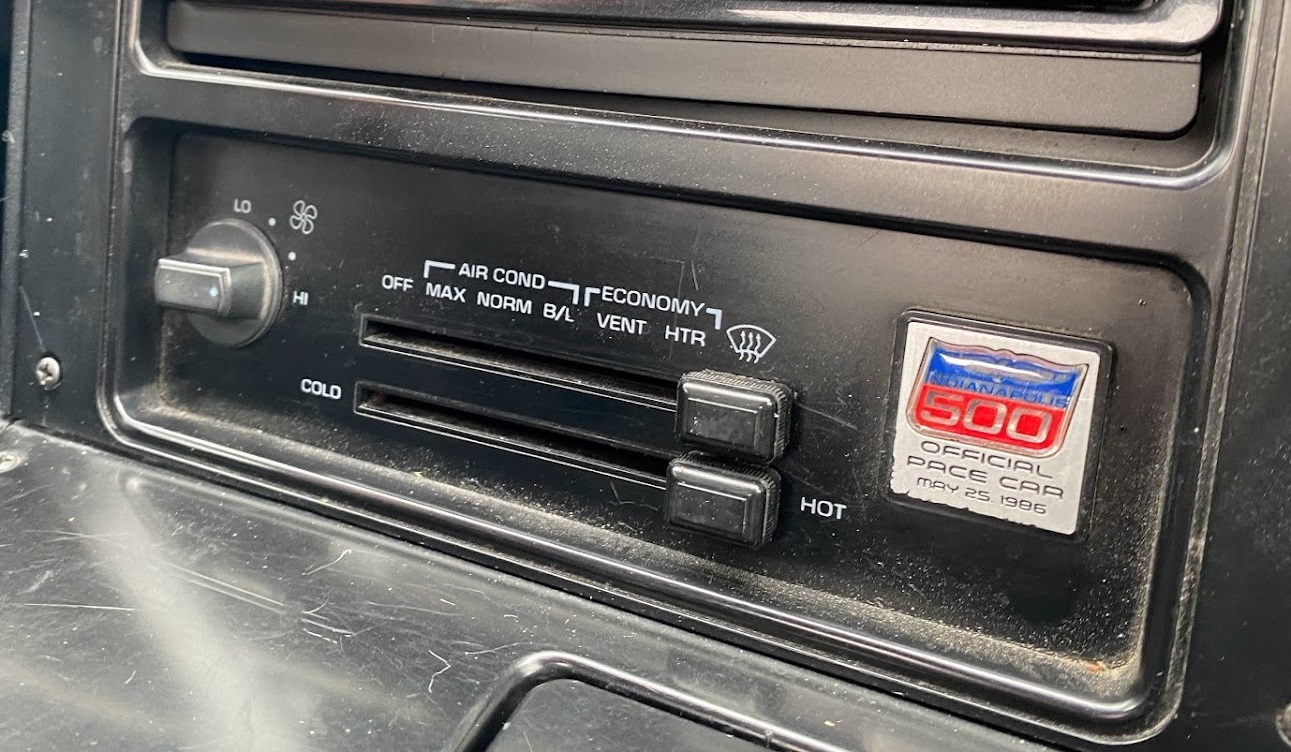 LO
HI
AIR COND
ECONOMY
OFF MAX NORM B/L VENT HTR
COLD
HOT
INDIANAPOLIS
500
OFFICIAL
PACE CAR
MAY 25, 1986